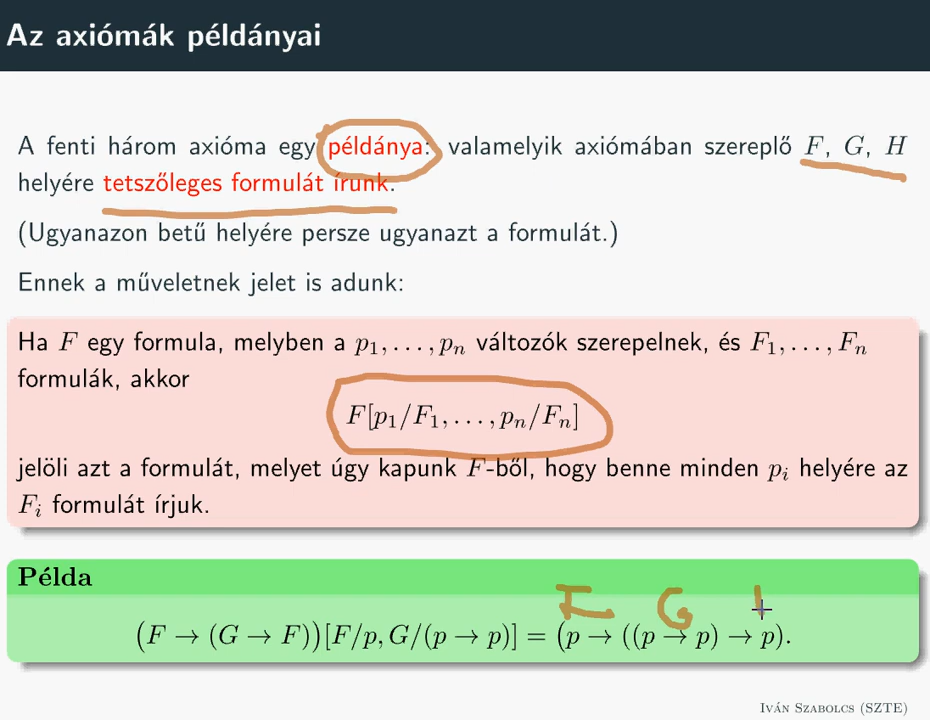 Az axiómák példányai
A fenti három axióma egy példánya: valamelyik axiómában szereplő F, G, H
helyére tetszőleges formulát írunk.
(Ugyanazon betű helyére persze ugyanazt a formulát.)
Ennek a műveletnek jelet is adunk:
Ha F egy formula, melyben a p₁, . . . , pₙ változók szerepelnek, és F₁, . . . , Fₙ
formulák, akkor
F[p₁/F₁, . . . , pₙ/Fₙ]
jelöli azt a formulát, melyet úgy kapunk F-ből, hogy benne minden pᵢ helyére az
Fᵢ formulát írjuk.
Példa
F G
(F → (G → F))[F/p, G/(p → p)] = (p → ((p → p) → p).
Iván Szabolcs (SZTE)